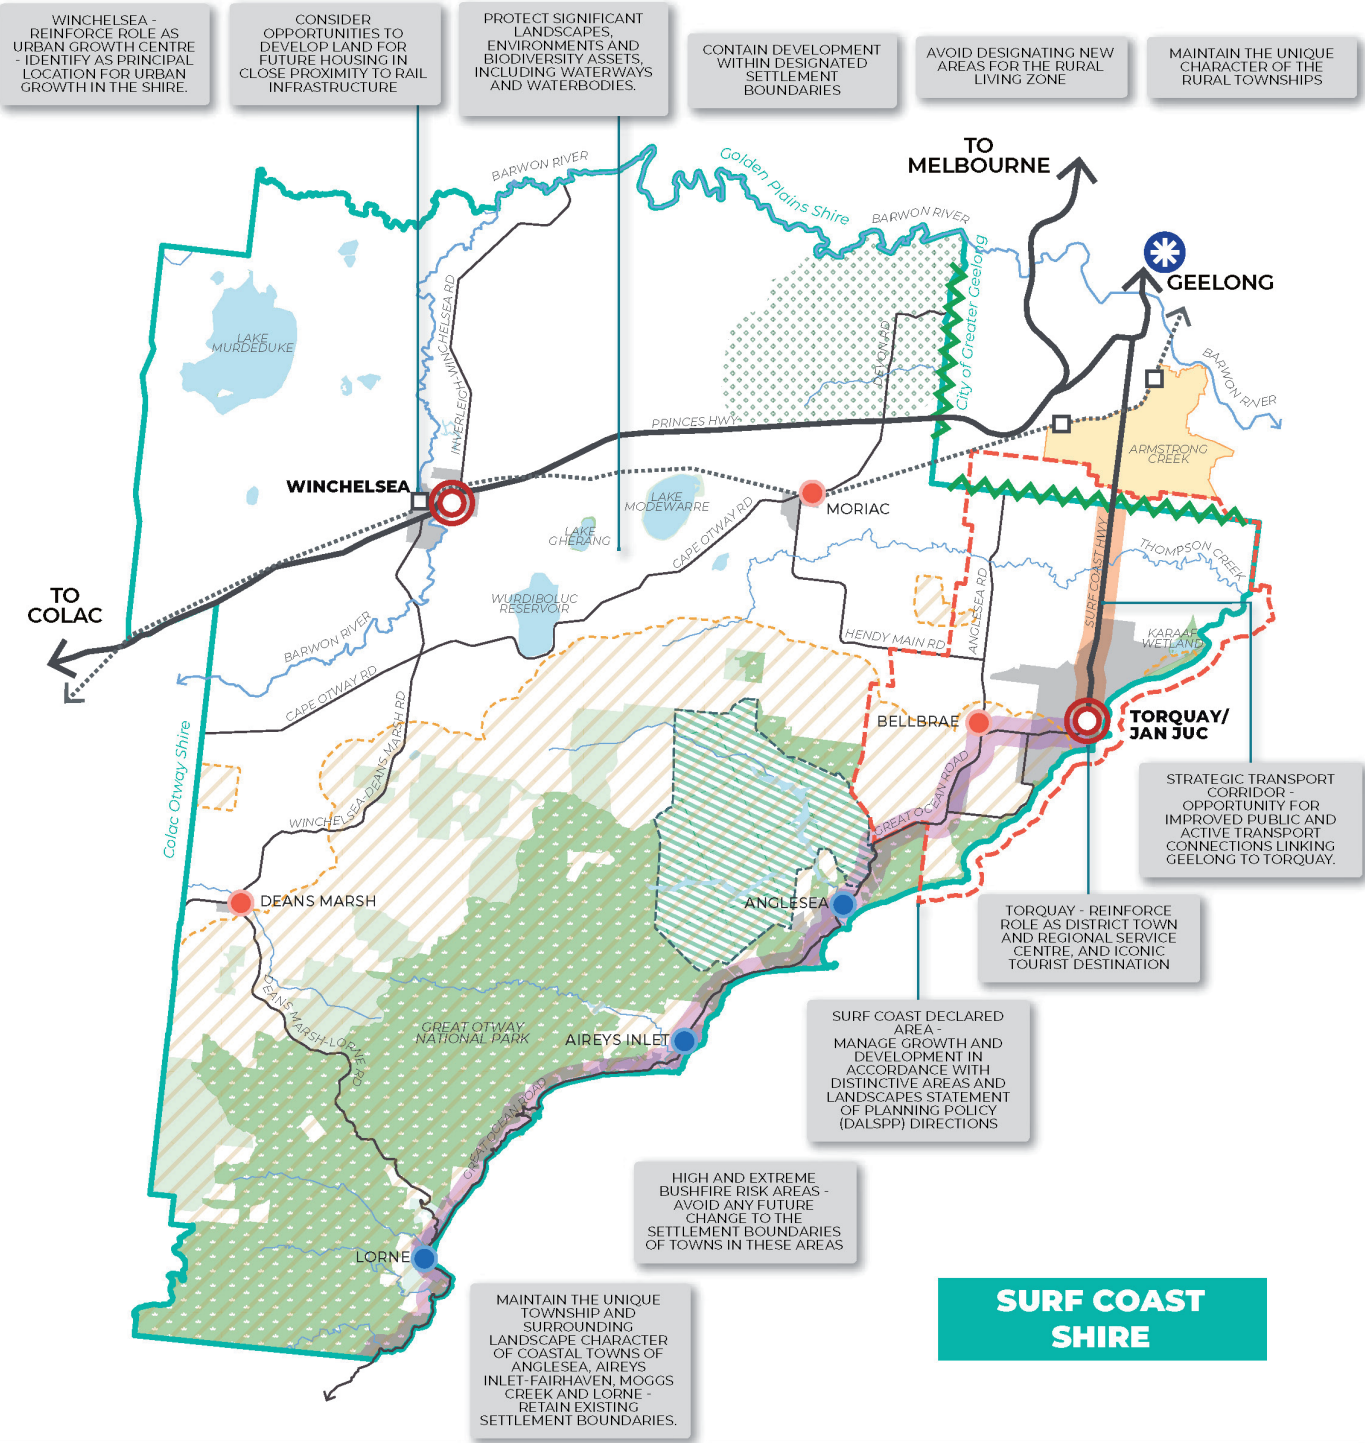 WINCHELSEA -
REINFORCE ROLE AS
URBAN GROWTH CENTRE
- IDENTIFY AS PRINCIPAL
LOCATION FOR URBAN
GROWTH IN THE SHIRE.
CONSIDER
OPPORTUNITIES TO
DEVELOP LAND FOR
FUTURE HOUSING IN
CLOSE PROXIMITY TO RAIL
INFRASTRUCTURE
PROTECT SIGNIFICANT
LANDSCAPES,
ENVIRONMENTS AND
BIODIVERSITY ASSETS,
INCLUDING WATERWAYS
AND WATERBODIES.
CONTAIN DEVELOPMENT
WITHIN DESIGNATED
SETTLEMENT
BOUNDARIES
AVOID DESIGNATING NEW
AREAS FOR THE RURAL
LIVING ZONE
MAINTAIN THE UNIQUE
CHARACTER OF THE
RURAL TOWNSHIPS
TO
MELBOURNE
BARWON RIVER
Golden Plains Shire
BARWON RIVER
City of Greater Geelong
GEELONG
LAKE
MURDEDUKE
INVERLEIGH-WINCHELSEA RD
DEVON RD
BARWON RIVER
PRINCES HWY
ARMSTRONG
CREEK
WINCHELSEA
LAKE
MODEWARRE
MORIAC
LAKE
GHERANG
CAPE OTWAY RD
SURF COAST HWY
THOMPSON CREEK
TO
COLAC
WURDIBOLUC
RESERVOIR
ANGLESEA RD
BARWON RIVER
HENDY MAIN RD
KARAAF
WETLAND
CAPE OTWAY RD
BELLBRAE
TORQUAY/
JAN JUC
Colac Otway Shire
WINCHELSEA-DEANS MARSH RD
GREAT OCEAN ROAD
STRATEGIC TRANSPORT
CORRIDOR -
OPPORTUNITY FOR
IMPROVED PUBLIC AND
ACTIVE TRANSPORT
CONNECTIONS LINKING
GEELONG TO TORQUAY.
DEANS MARSH
ANGLESEA
TORQUAY - REINFORCE
ROLE AS DISTRICT TOWN
AND REGIONAL SERVICE
CENTRE, AND ICONIC
TOURIST DESTINATION
DEANS MARSH-LORNE RD
GREAT OTWAY
NATIONAL PARK
AIREYS INLET
SURF COAST DECLARED
AREA -
MANAGE GROWTH AND
DEVELOPMENT IN
ACCORDANCE WITH
DISTINCTIVE AREAS AND
LANDSCAPES STATEMENT
OF PLANNING POLICY
(DALSPP) DIRECTIONS
GREAT OCEAN ROAD
HIGH AND EXTREME
BUSHFIRE RISK AREAS -
AVOID ANY FUTURE
CHANGE TO THE
SETTLEMENT BOUNDARIES
OF TOWNS IN THESE AREAS
LORNE
MAINTAIN THE UNIQUE
TOWNSHIP AND
SURROUNDING
LANDSCAPE CHARACTER
OF COASTAL TOWNS OF
ANGLESEA, AIREYS
INLET-FAIRHAVEN, MOGGS
CREEK AND LORNE -
RETAIN EXISTING
SETTLEMENT BOUNDARIES.
SURF COAST
SHIRE